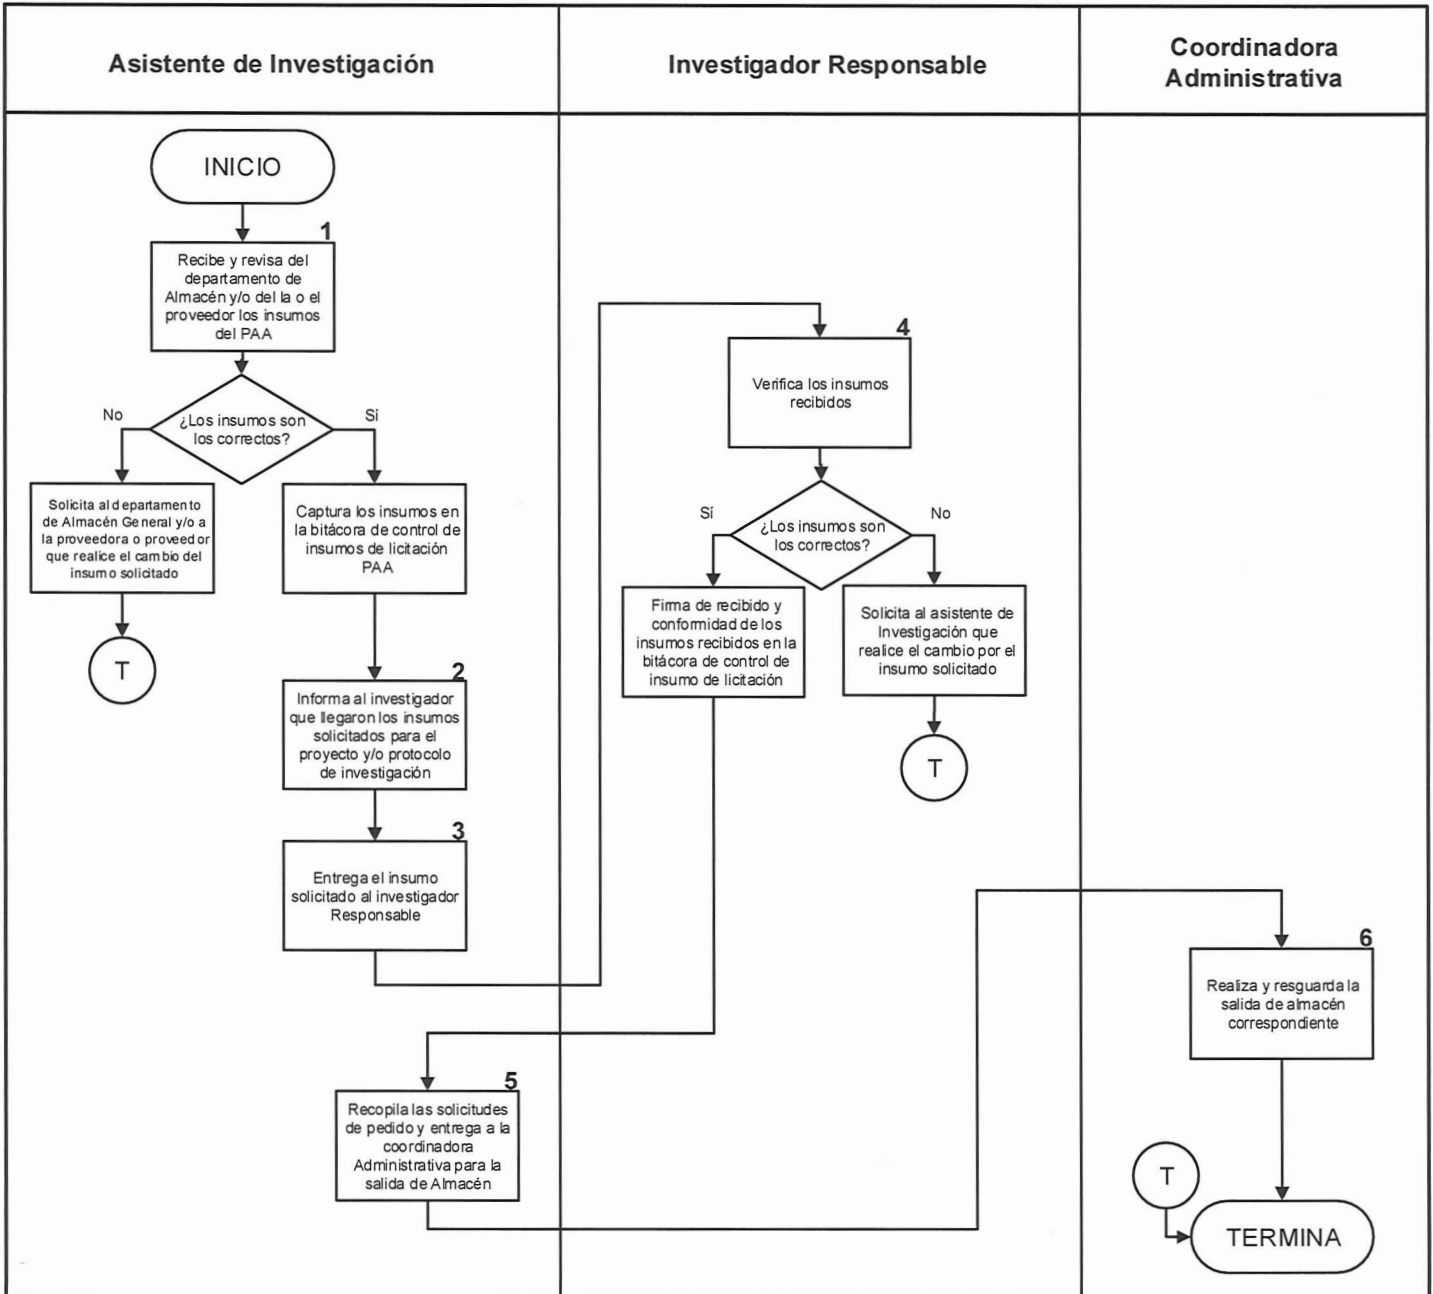 Asistente de Investigación
Investigador Responsable
Coordinadora
Administrativa
INICIO
1
Recibe y revisa del
departamento de
Almacén y/o del la o el
proveedor los insumos
del PAA
¿Los insumos son
los correctos?
No
Sí
Solicita al departamento
de Almacén General y/o a
la proveedora o proveedor
que realice el cambio del
insumo solicitado
T
Captura los insumos en
la bitácora de control de
insumos de licitación
PAA
2
Informa al investigador
que llegaron los insumos
solicitados para el
proyecto y/o protocolo
de investigación
3
Entrega el insumo
solicitado al investigador
Responsable
4
Verifica los insumos
recibidos
¿Los insumos son
los correctos?
Sí
No
Firma de recibido y
conformidad de los
insumos recibidos en la
bitácora de control de
insumo de licitación
Solicita al asistente de
Investigación que
realice el cambio por el
insumo solicitado
T
5
Recopila las solicitudes
de pedido y entrega a la
coordinadora
Administrativa para la
salida de Almacén
6
Realiza y resguarda la
salida de almacén
correspondiente
T
TERMINA